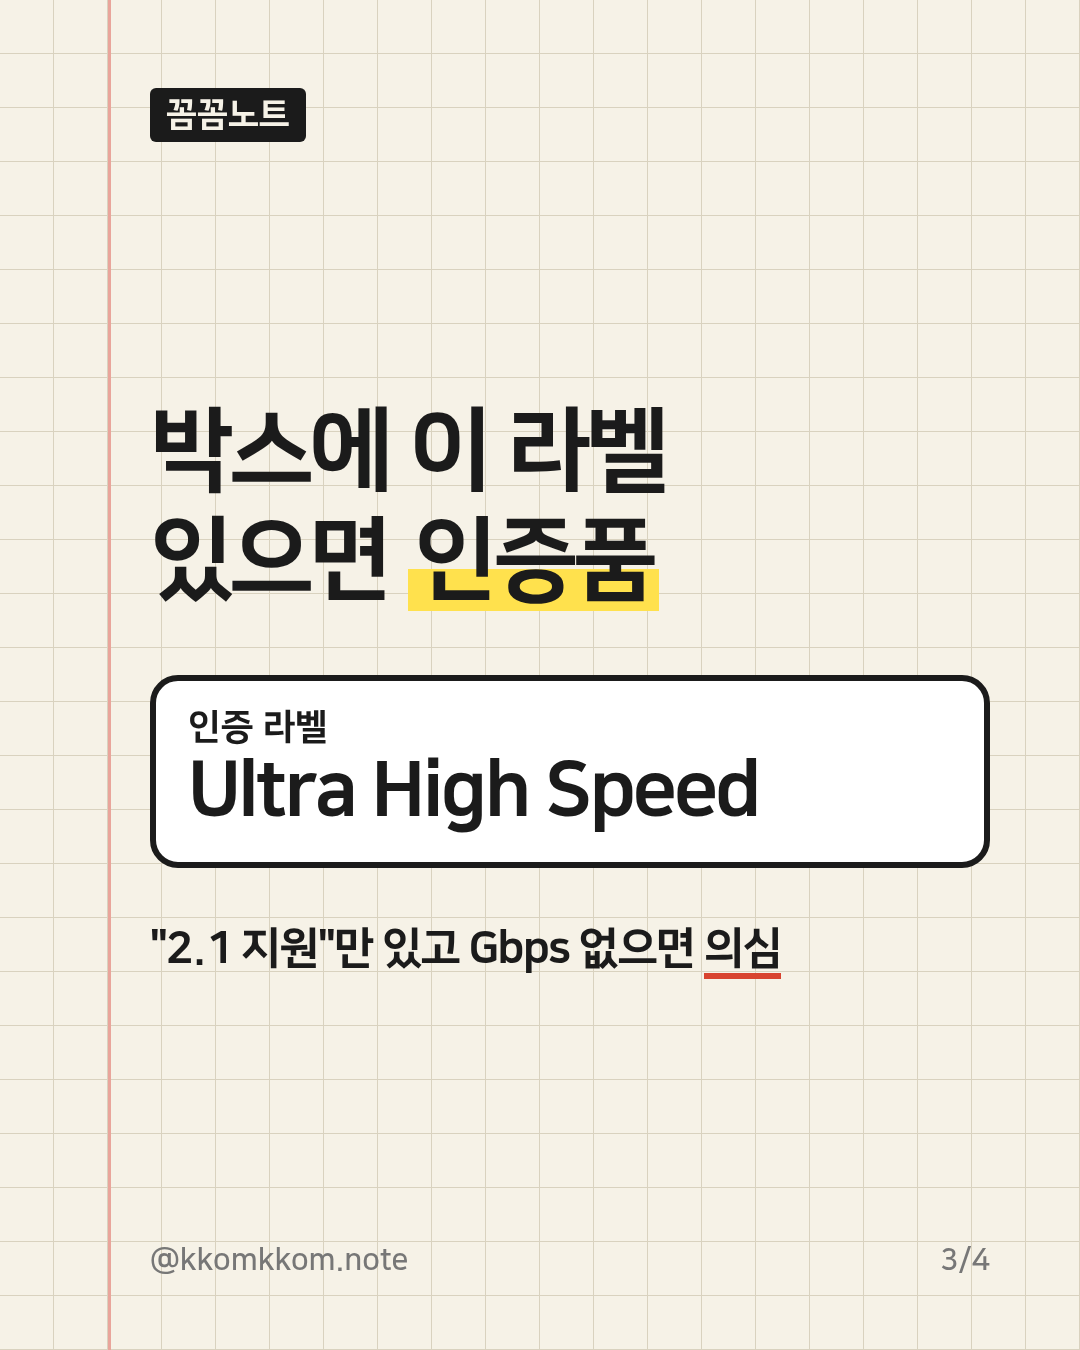 꼼꼼노트
박스에 이 라벨
있으면 인증품
인증 라벨
Ultra High Speed
"2.1 지원"만 있고 Gbps 없으면 의심
@kkomkkom.note
3/4